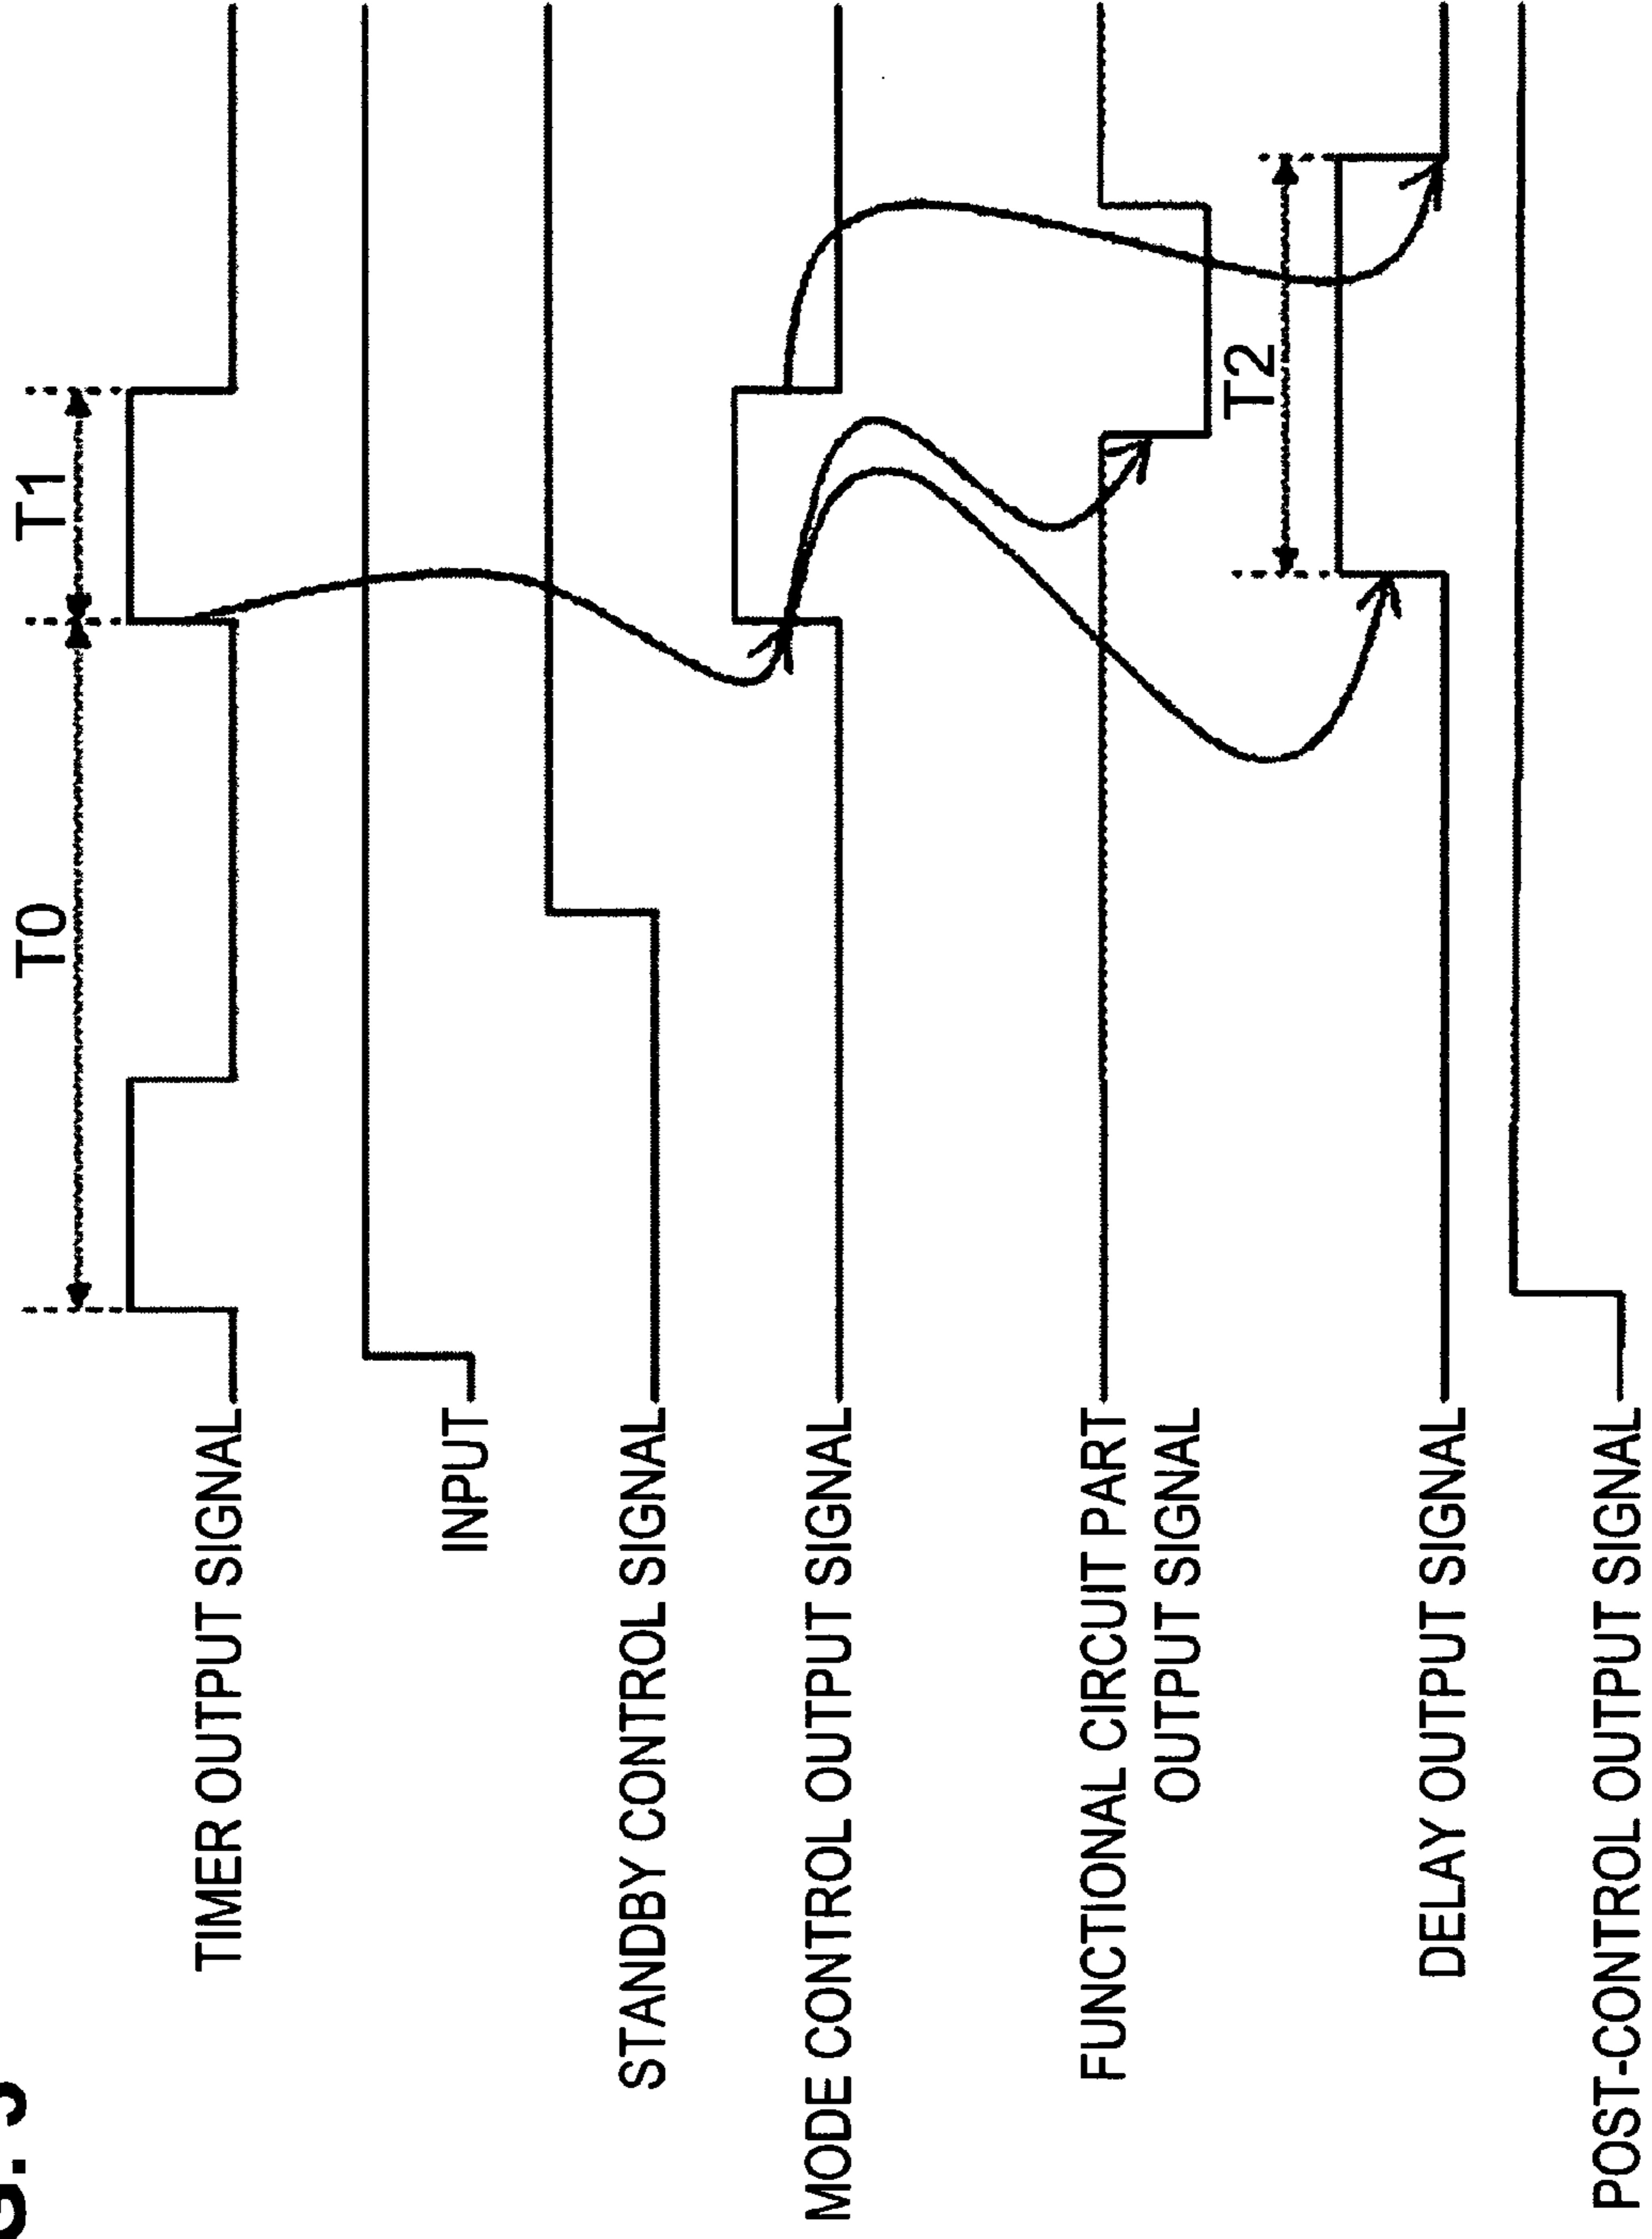 T0
T1
TIMER OUTPUT SIGNAL
INPUT
STANDBY CONTROL SIGNAL
MODE CONTROL OUTPUT SIGNAL
FUNCTIONAL CIRCUIT PART
OUTPUT SIGNAL
T2
DELAY OUTPUT SIGNAL
POST-CONTROL OUTPUT SIGNAL